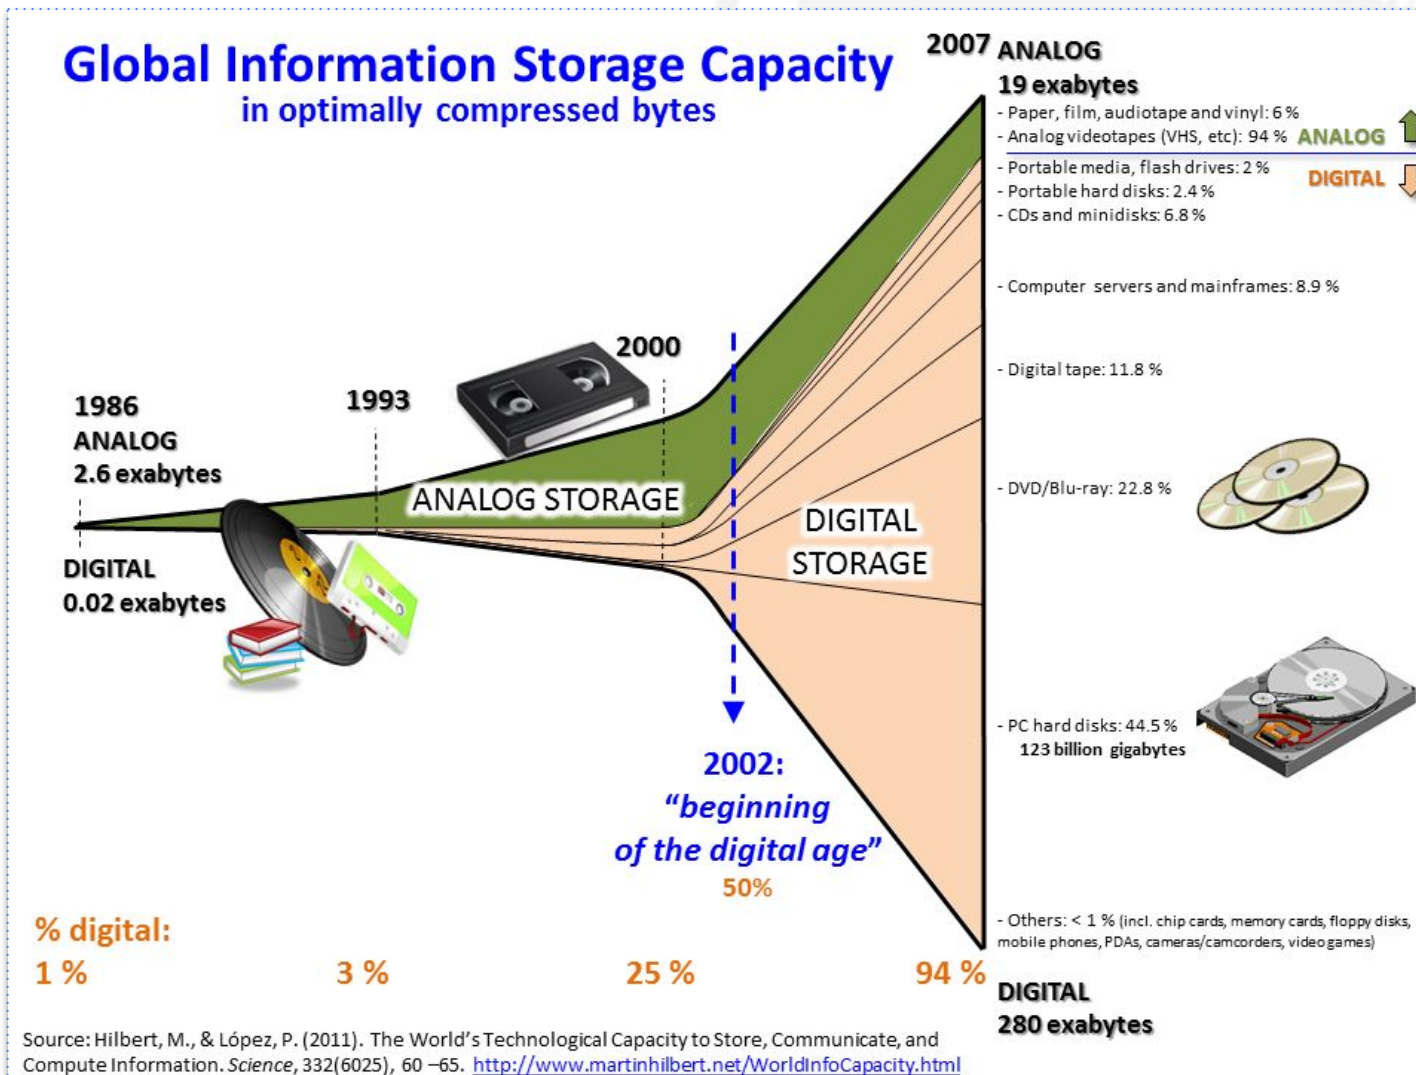 Global Information Storage Capacity
in optimally compressed bytes
2007
ANALOG
19 exabytes
- Paper, film, audiotape and vinyl: 6 %
- Analog videotapes (VHS, etc): 94 %
ANALOG
- Portable media, flash drives: 2 %
DIGITAL
- Portable hard disks: 2.4 %
- CDs and minidisks: 6.8 %
- Computer servers and mainframes: 8.9 %
- Digital tape: 11.8 %
- DVD/Blu-ray: 22.8 %
- PC hard disks: 44.5 %
123 billion gigabytes
- Others: < 1 % (incl. chip cards, memory cards, floppy disks,
mobile phones, PDAs, cameras/camcorders, video games)
DIGITAL
280 exabytes
1986
ANALOG
2.6 exabytes
DIGITAL
0.02 exabytes
1993
2000
ANALOG STORAGE
DIGITAL
STORAGE
2002:
“beginning
of the digital age”
50%
% digital:
1 %
3 %
25 %
94 %
Source: Hilbert, M., & López, P. (2011). The World’s Technological Capacity to Store, Communicate, and
Compute Information. Science, 332(6025), 60 –65. http://www.martinhilbert.net/WorldInfoCapacity.html